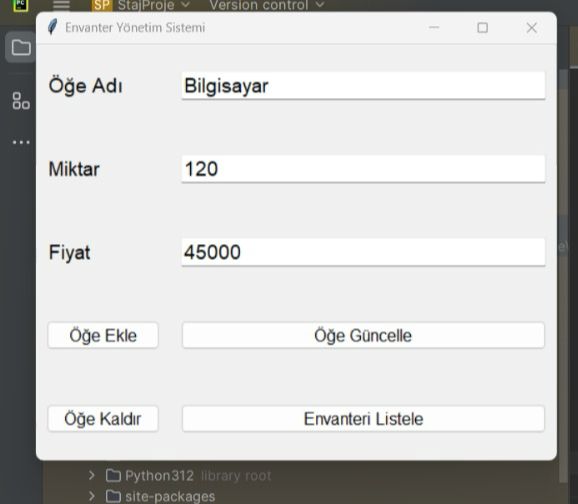 PC SP StajProje Version control
Envanter Yönetim Sistemi
Öğe Adı Bilgisayar
Miktar 120
Fiyat 45000
Öğe Ekle Öğe Güncelle
Öğe Kaldır Envanteri Listele
Python312 library root
site-packages